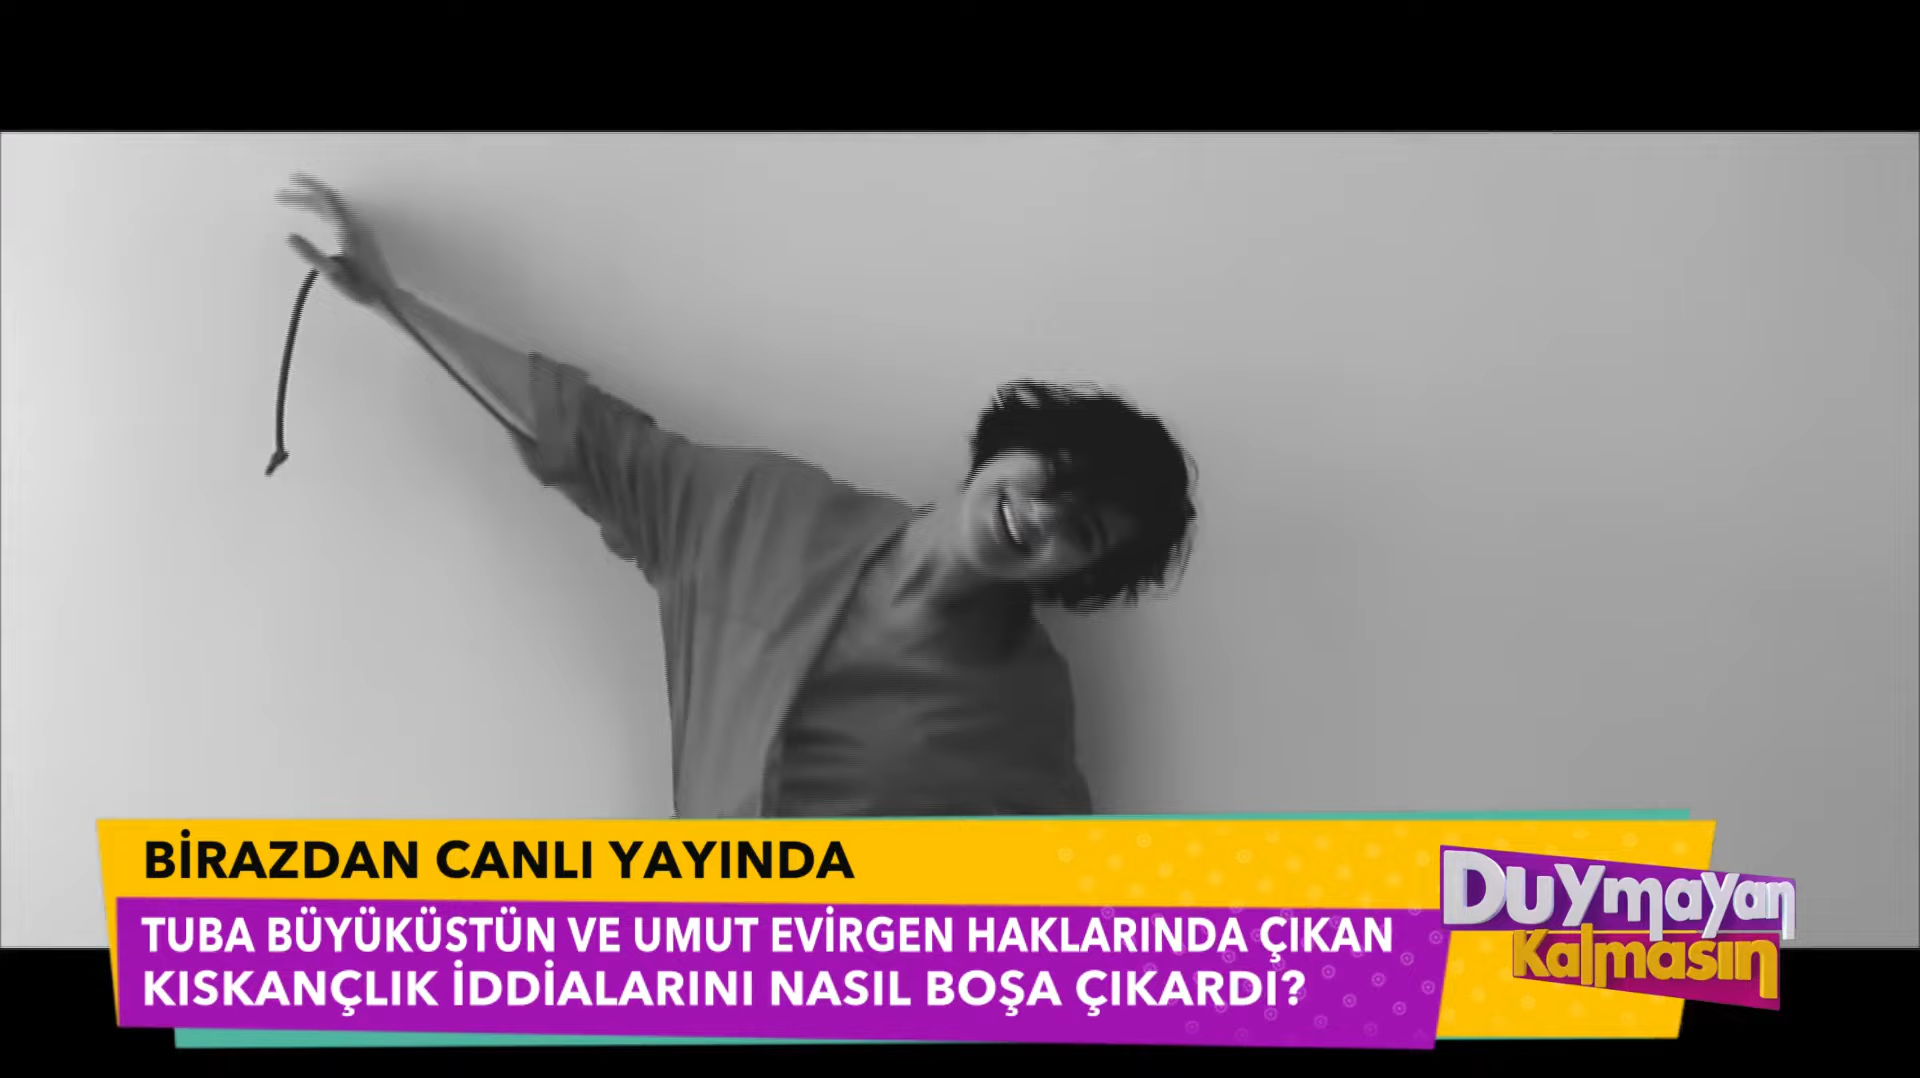 BİRAZDAN CANLI YAYINDA
TUBA BÜYÜKÜSTÜN VE UMUT EVİRGEN HAKLARINDA ÇIKAN
KISKANÇLIK İDDİALARINI NASIL BOŞA ÇIKARDI?
Duymayan
Kalmasın